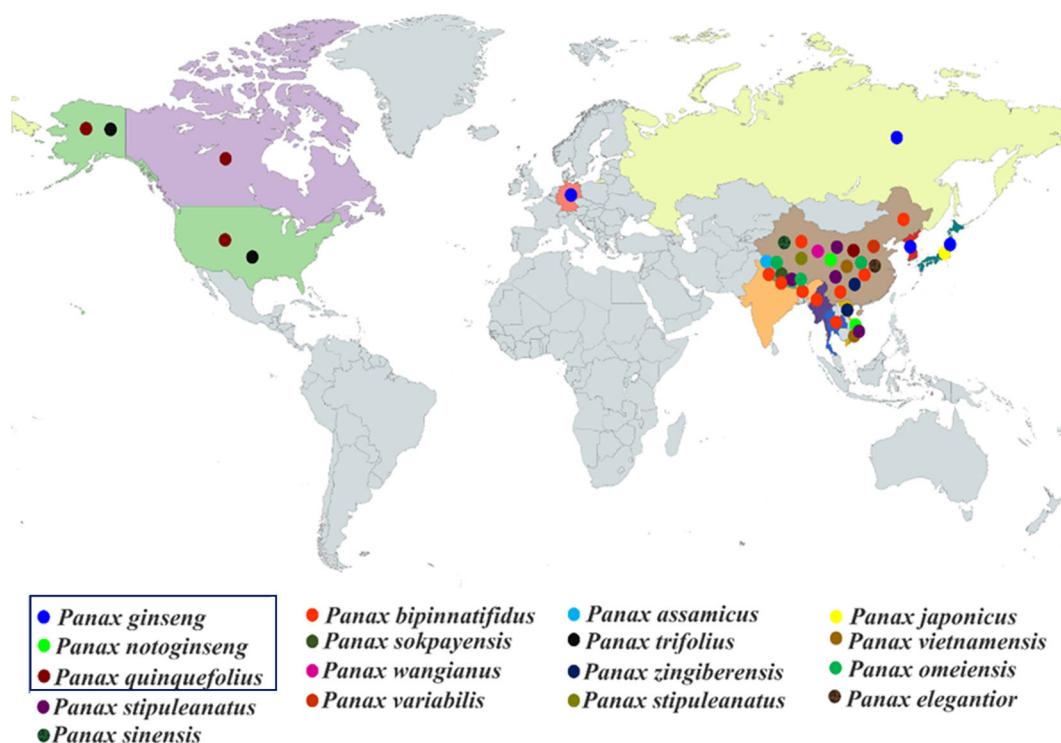 Panax ginseng
Panax notoginseng
Panax quinquefolius
Panax stipuleanatus
Panax sinensis
Panax bipinnatifidus
Panax sokpayensis
Panax wangianus
Panax variabilis
Panax assamicus
Panax trifolius
Panax zingiberensis
Panax stipuleanatus
Panax japonicus
Panax vietnamensis
Panax omeiensis
Panax elegantior